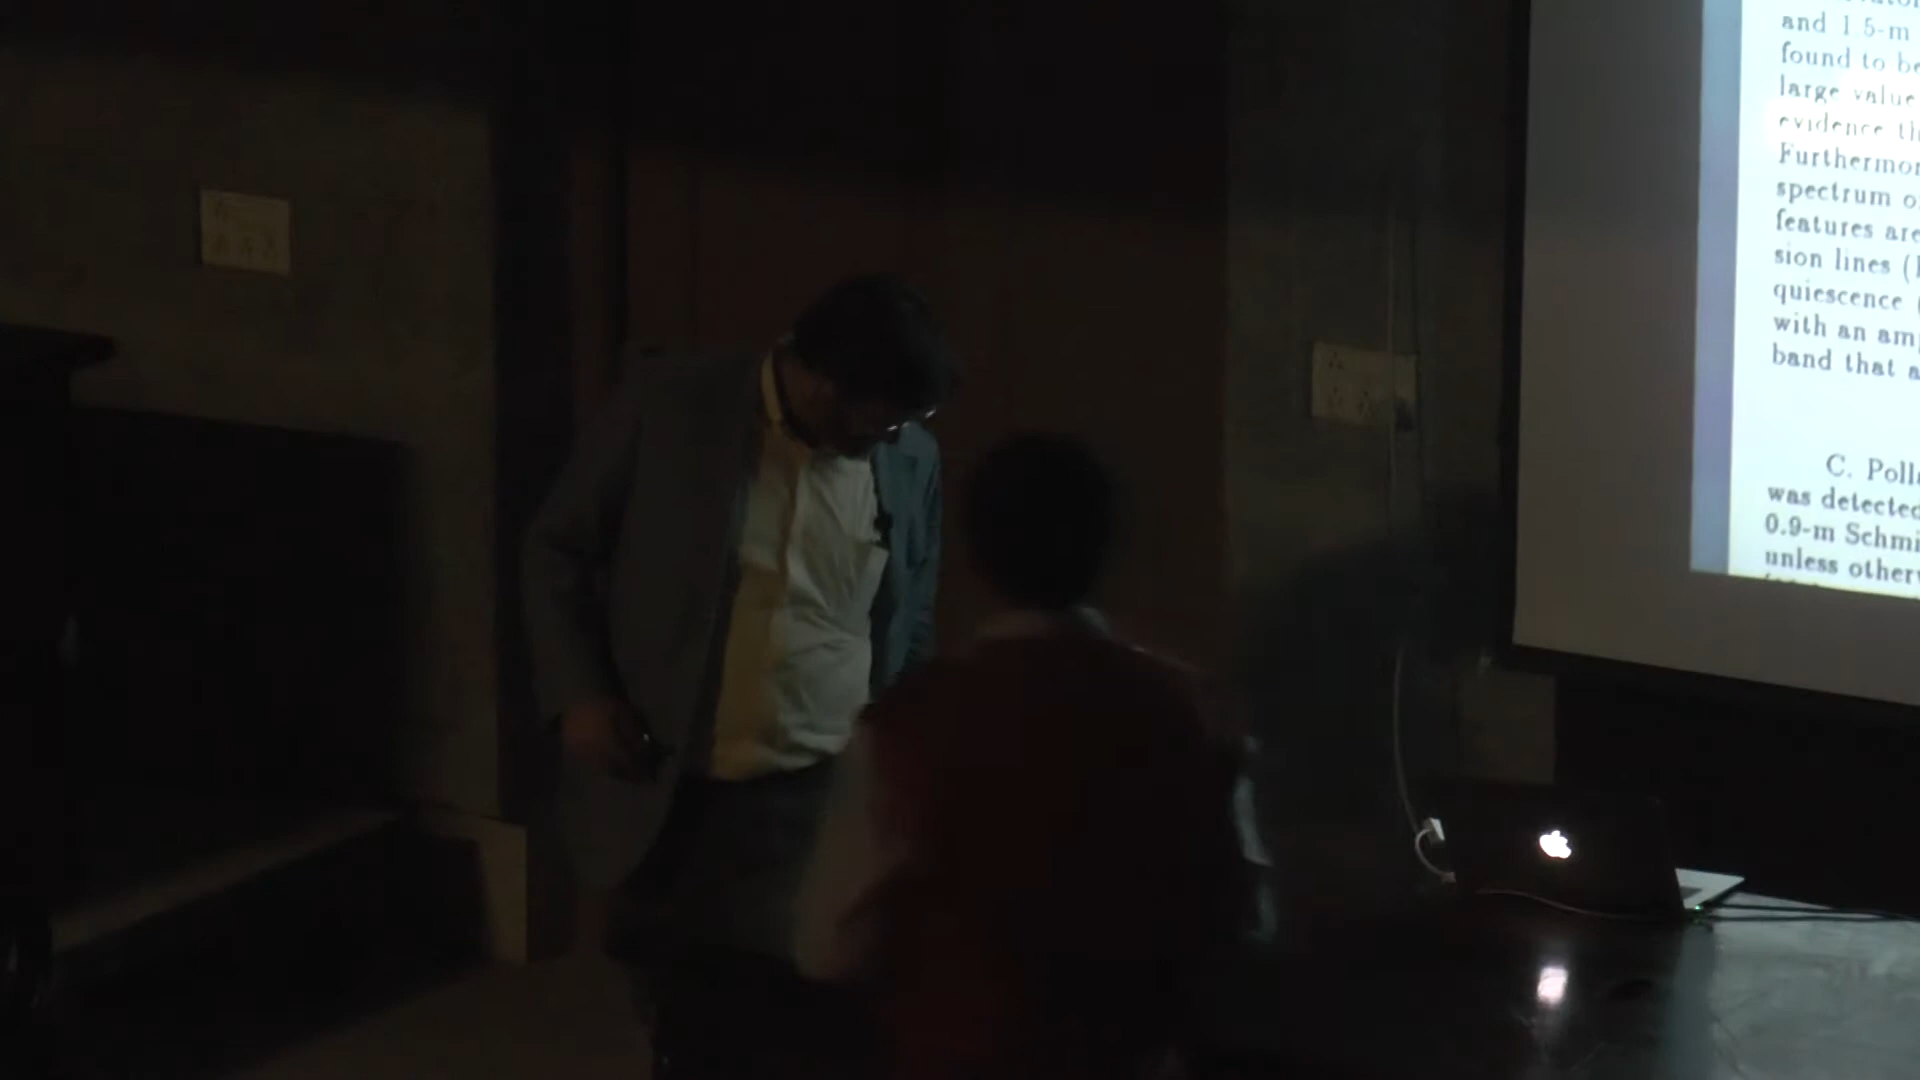 and 1.5-m
found to be
large value
evidence th
Furthermor
spectrum o
features are
sion lines (
quiescence (
with an am
band that a
C. Poll
was detected
0.9-m Schmi
unless other